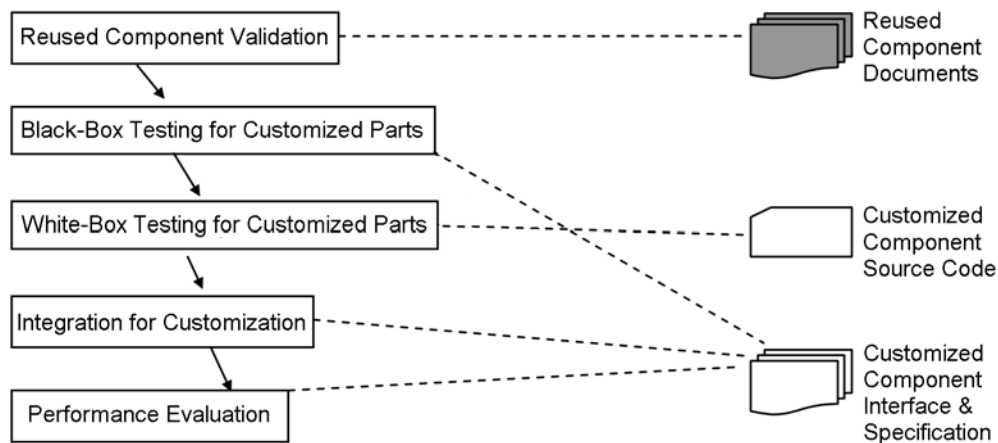 Reused Component Validation
Reused
Component
Documents
Black-Box Testing for Customized Parts
White-Box Testing for Customized Parts
Customized
Component
Source Code
Integration for Customization
Customized
Component
Interface &
Specification
Performance Evaluation